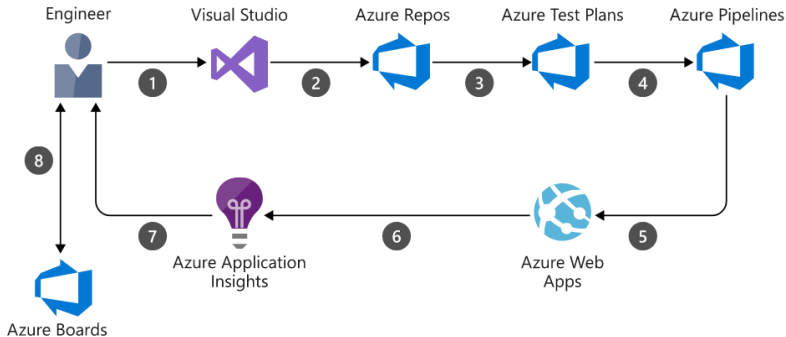 Engineer
Visual Studio
Azure Repos
Azure Test Plans
Azure Pipelines
1
2
3
4
8
7
6
5
Azure Application
Insights
Azure Web
Apps
Azure Boards